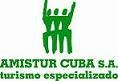 AMISTUR CUBA S.A.
turismo especializado